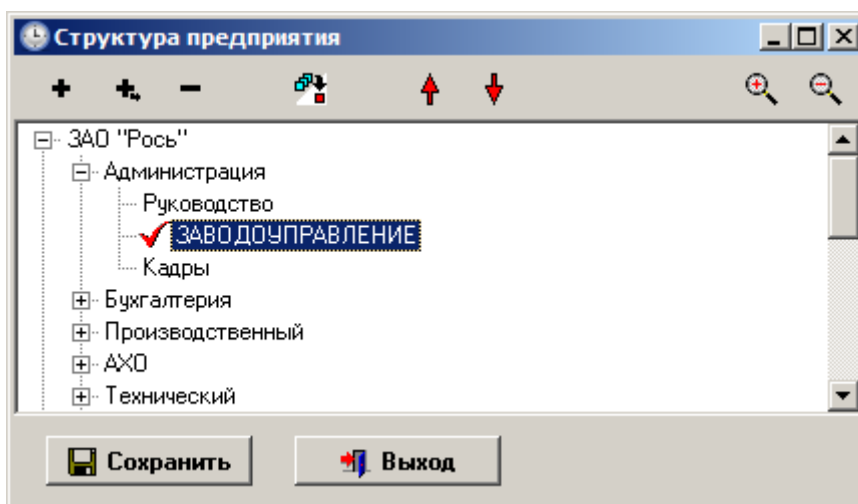 Структура предприятия
ЗАО "Рось"
Администрация
Руководство
ЗАВОДОУПРАВЛЕНИЕ
Кадры
Бухгалтерия
Производственный
АХО
Технический
Сохранить
Выход